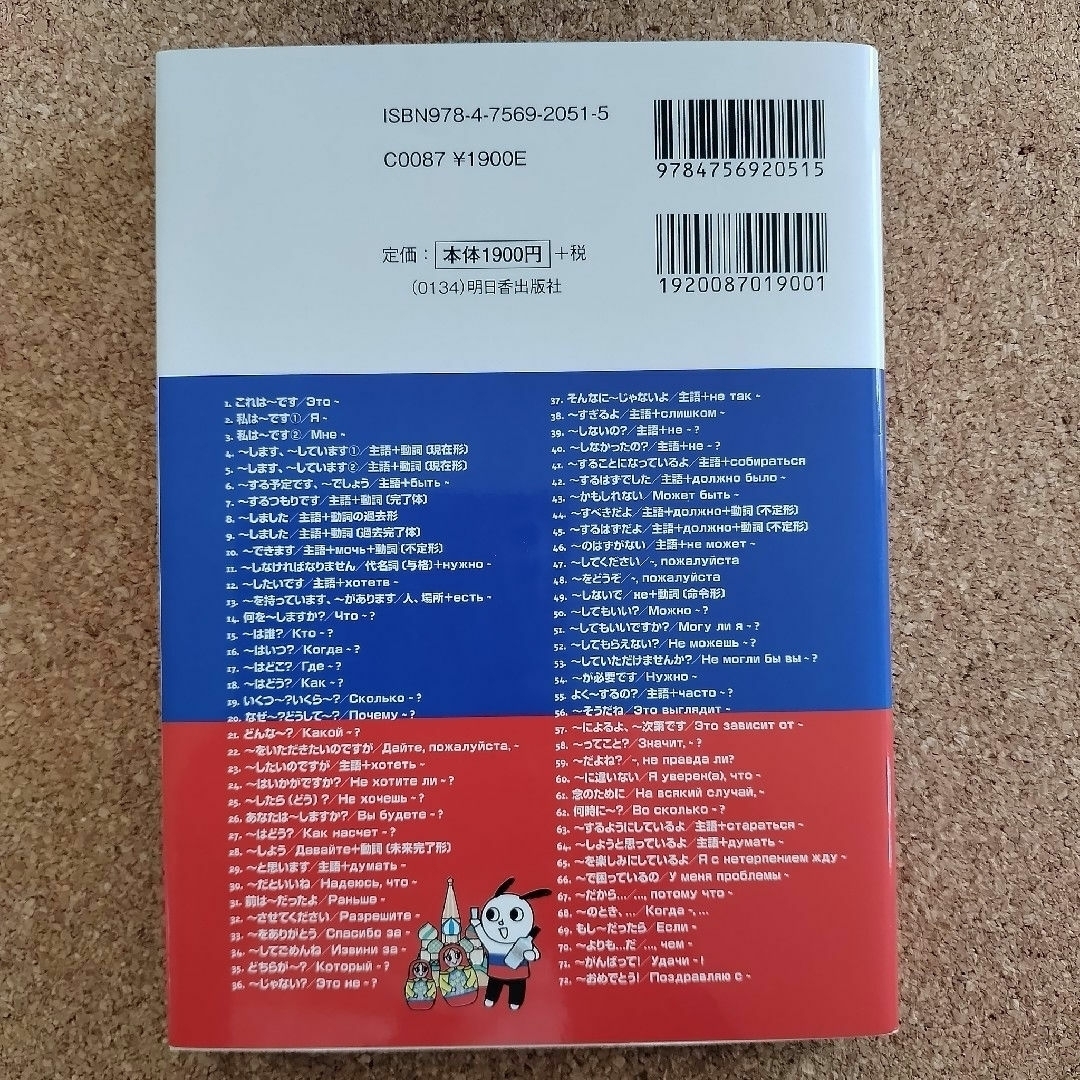 ISBN978-4-7569-2051-5
C0087 ¥1900E
9784756920515
定価: 本体1900円+税
(0134)明日香出版社
1920087019001
1. これは〜です/Это ~
2. 私は〜です①/Я ~
3. 私は〜です②/Мне ~
4. 〜します、〜しています①/主語+動詞〔現在形〕
5. 〜します、〜しています②/主語+動詞〔現在形〕
6. 〜する予定です、〜でしょう/主語+быть ~
7. 〜するつもりです/主語+動詞〔完了体〕
8. 〜しました/主語+動詞の過去形
9. 〜しました/主語+動詞〔過去完了体〕
10. 〜できます/主語+мочь+動詞〔不定形〕
11. 〜しなければなりません/代名詞〔与格〕+нужно ~
12. 〜したいです/主語+хотетв ~
13. 〜を持っています、〜があります/人、場所+есть ~
14. 何を〜しますか?/Что ~ ?
15. 〜は誰?/Кто ~ ?
16. 〜はいつ?/Когда ~ ?
17. 〜はどこ?/Где ~ ?
18. 〜はどう?/Как ~ ?
19. いくつ〜?いくら〜?/Сколько ~ ?
20. なぜ〜?どうして〜?/Почему ~ ?
21. どんな〜?/Какой ~ ?
22. 〜をいただきたいのですが/Дайте, пожалуйста, ~
23. 〜したいのですが/主語+хотеть ~
24. 〜はいかがですか?/Не хотите ли ~ ?
25. 〜したら(どう)?/Не хочешь ~ ?
26. あなたは〜しますか?/Вы будете ~ ?
27. 〜はどう?/Как насчет ~ ?
28. 〜しよう/Давайте+動詞〔未来完了形〕
29. 〜と思います/主語+думать ~
30. 〜だといいね/Надеюсь, что ~
31. 前は〜だったよ/Раньше ~
32. 〜させてください/Разрешите ~
33. 〜をありがとう/Спасибо за ~
34. 〜してごめんね/Извини за ~
35. どちらが〜?/Который ~ ?
36. 〜じゃない?/Это не ~ ?
37. そんなに〜じゃないよ/主語+не так ~
38. 〜すぎるよ/主語+слишком ~
39. 〜しないの?/主語+не ~ ?
40. 〜しなかったの?/主語+не ~ ?
41. 〜することになっているよ/主語+собираться
42. 〜するはずでした/主語+должно было ~
43. 〜かもしれない/Может быть ~
44. 〜すべきだよ/主語+должно+動詞〔不定形〕
45. 〜するはずだよ/主語+должно+動詞〔不定形〕
46. 〜のはずがない/主語+не может ~
47. 〜してください/~, пожалуйста
48. 〜をどうぞ/~, пожалуйста
49. 〜しないで/не+動詞〔命令形〕
50. 〜してもいい?/Можно ~ ?
51. 〜してもいいですか?/Могу ли я ~ ?
52. 〜してもらえない?/Не можешь ~ ?
53. 〜していただけませんか?/Не могли бы вы ~ ?
54. 〜が必要です/Нужно ~
55. よく〜するの?/主語+часто ~ ?
56. 〜そうだね/Это выглядит ~
57. 〜によるよ、〜次第です/Это зависит от ~
58. 〜ってこと?/Значит, ~ ?
59. 〜だよね?/~, не правда ли?
60. 〜に違いない/Я уверен(а), что ~
61. 念のために/На всякий случай, ~
62. 何時に〜?/Во сколько ~ ?
63. 〜するようにしているよ/主語+стараться ~
64. 〜しようと思っているよ/主語+думать ~
65. 〜を楽しみにしているよ/Я с нетерпением жду ~
66. 〜で困っているの/У меня проблемы ~
67. 〜だから…/…, потому что ~
68. 〜のとき、…/Когда ~, …
69. もし〜だったら/Если ~
70. 〜よりも…だ/…, чем ~
71. 〜がんばって!/Удачи ~ !
72. 〜おめでとう!/Поздравляю с ~